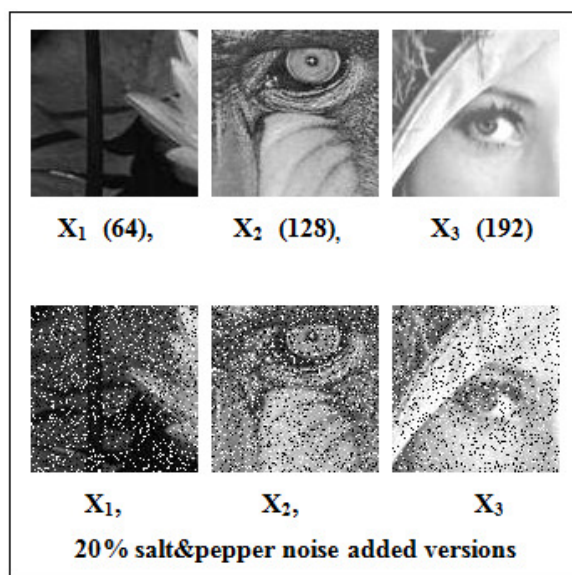 X₁ (64), X₂ (128), X₃ (192)
X₁, X₂, X₃
20% salt&pepper noise added versions